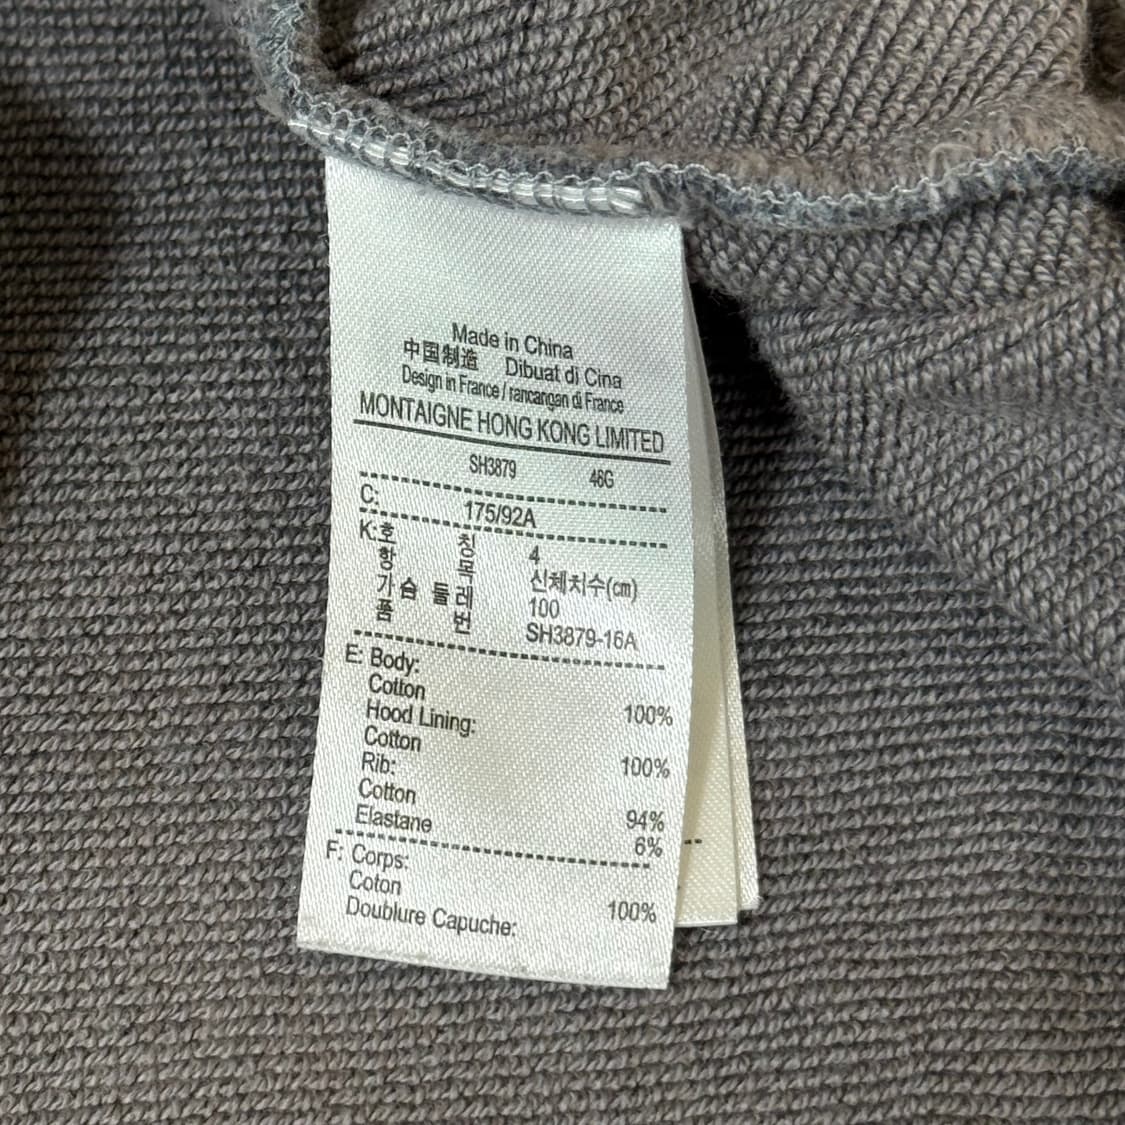 Made in China
中国制造 Dibuat di Cina
Design in France / rancangan di France
MONTAIGNE HONG KONG LIMITED
SH3879 46G
C: 175/92A
K: 호 칭 4
항 목 신체치수(cm)
가 슴 둘 레 100
품 번 SH3879-16A
E: Body:
Cotton 100%
Hood Lining:
Cotton 100%
Rib:
Cotton 94%
Elastane 6%
F: Corps:
Coton 100%
Doublure Capuche: